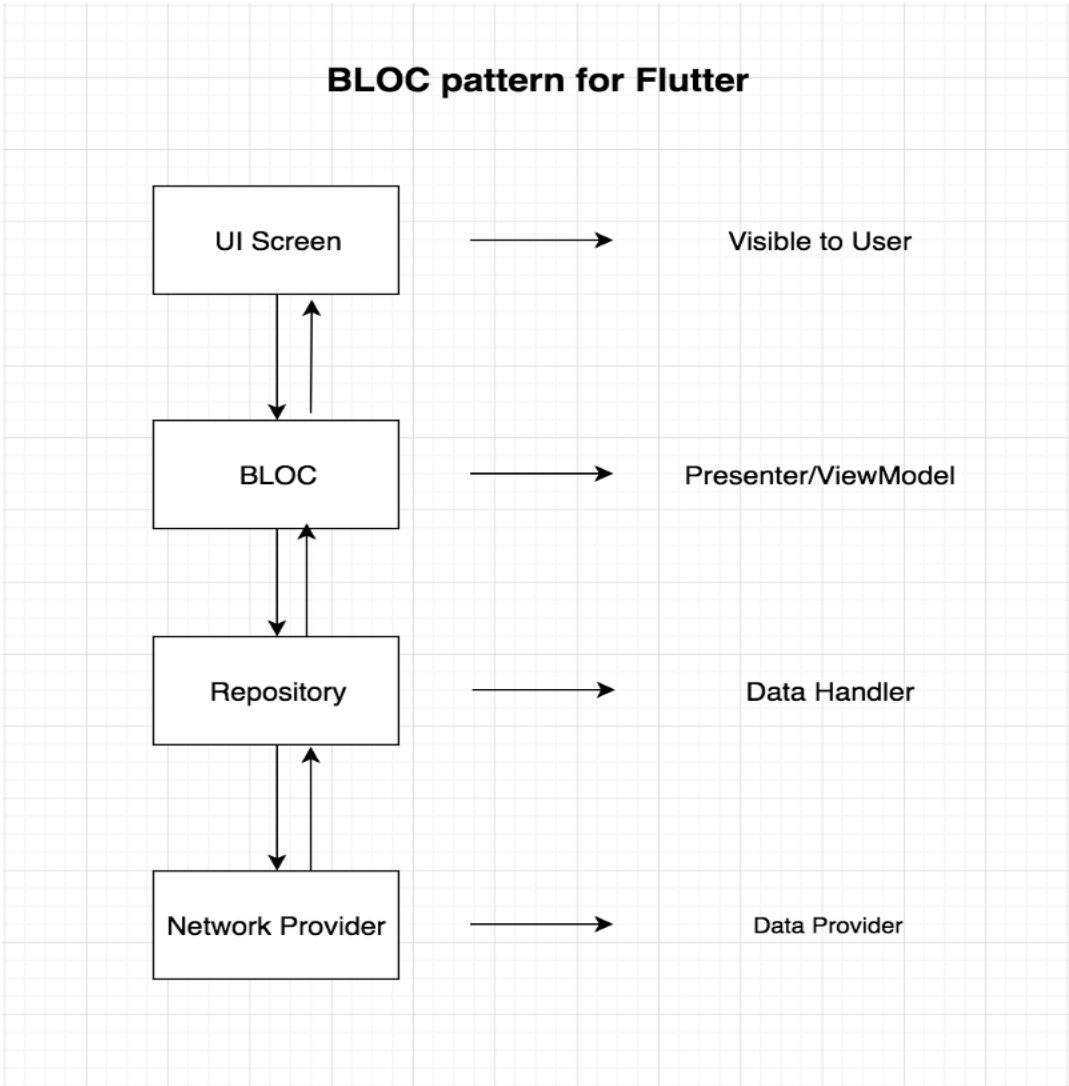 BLOC pattern for Flutter
UI Screen
Visible to User
BLOC
Presenter/ViewModel
Repository
Data Handler
Network Provider
Data Provider